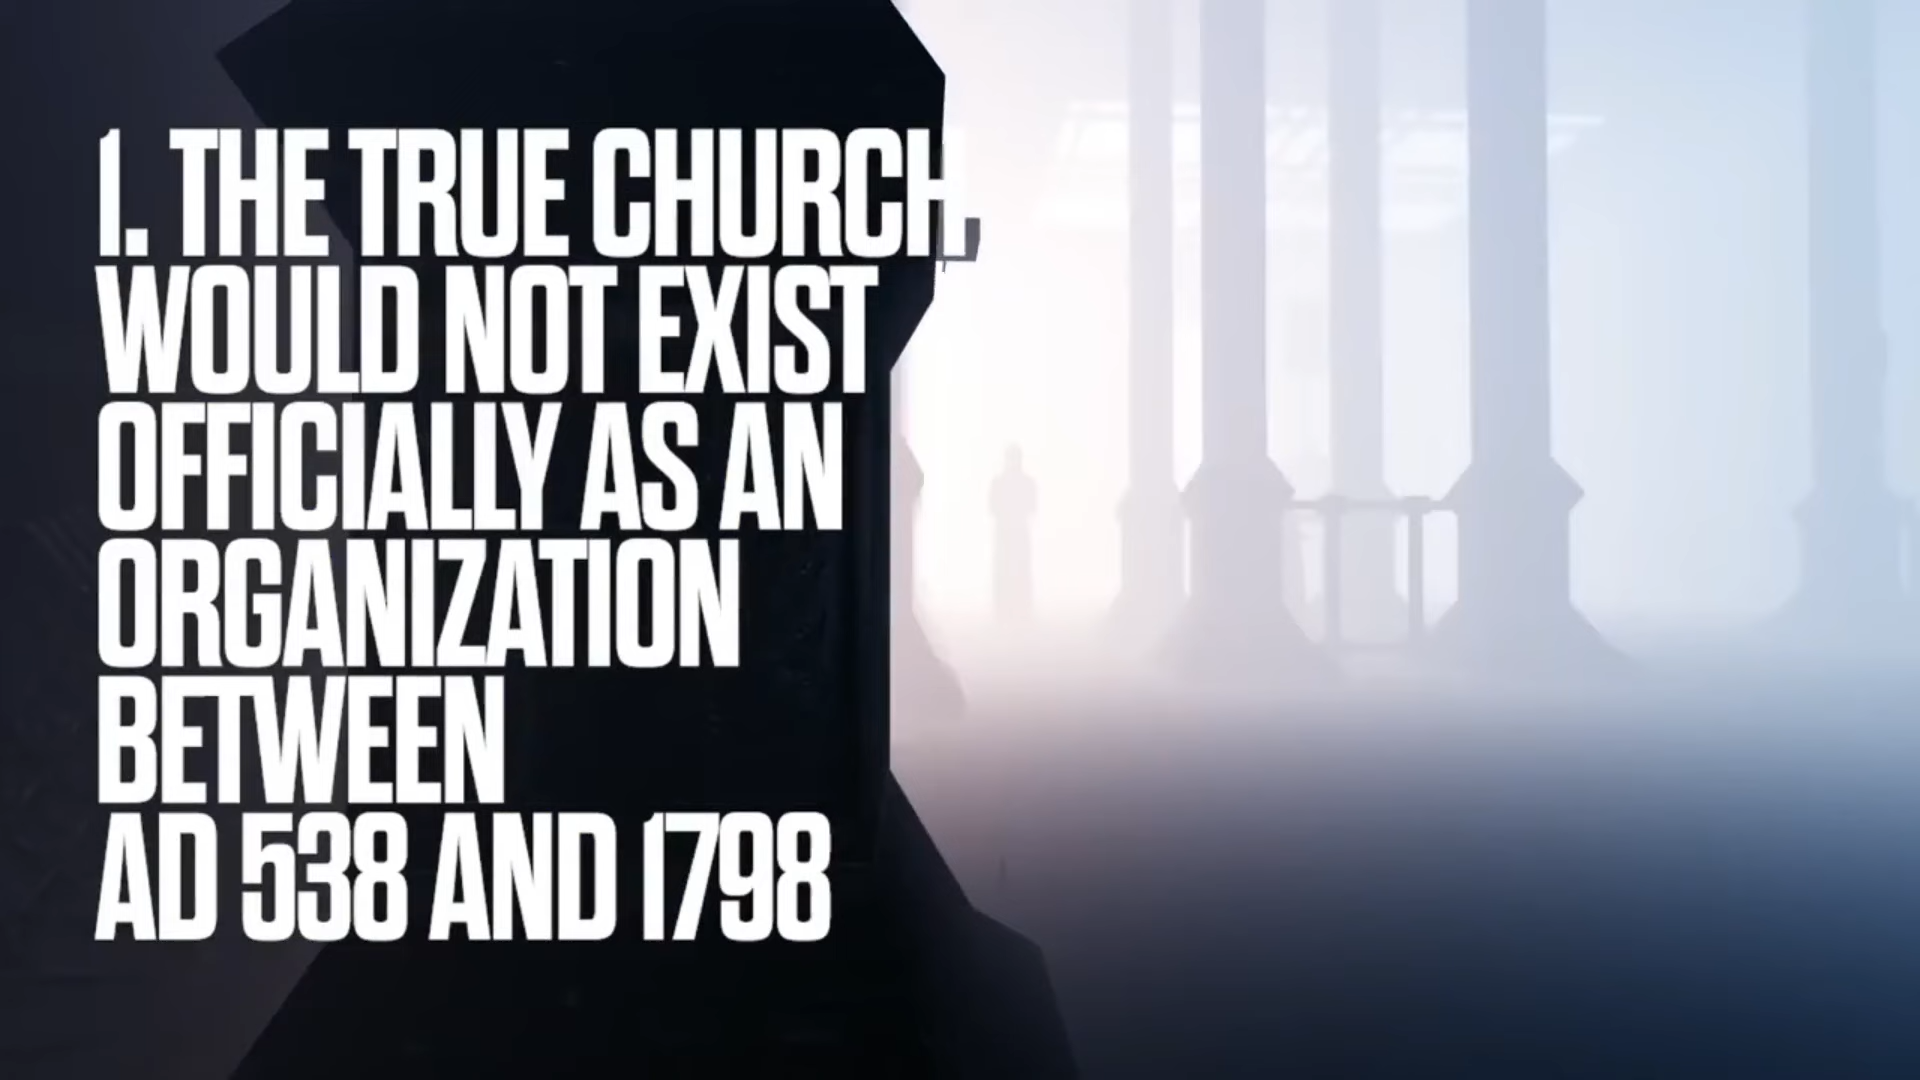 1. THE TRUE CHURCH,
WOULD NOT EXIST
OFFICIALLY AS AN
ORGANIZATION
BETWEEN
AD 538 AND 1798